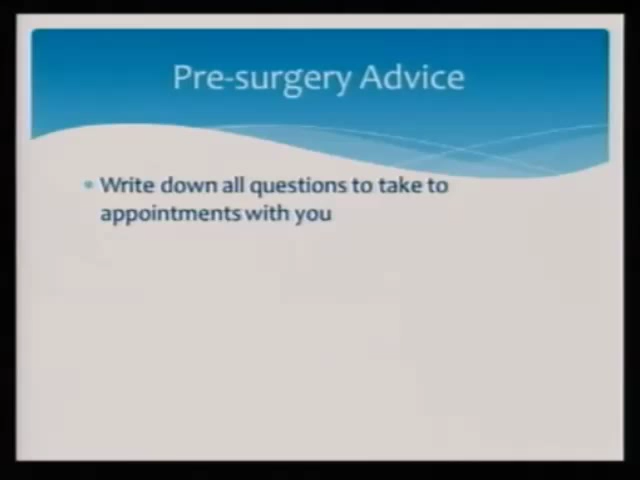 Pre-surgery Advice
Write down all questions to take to
appointments with you